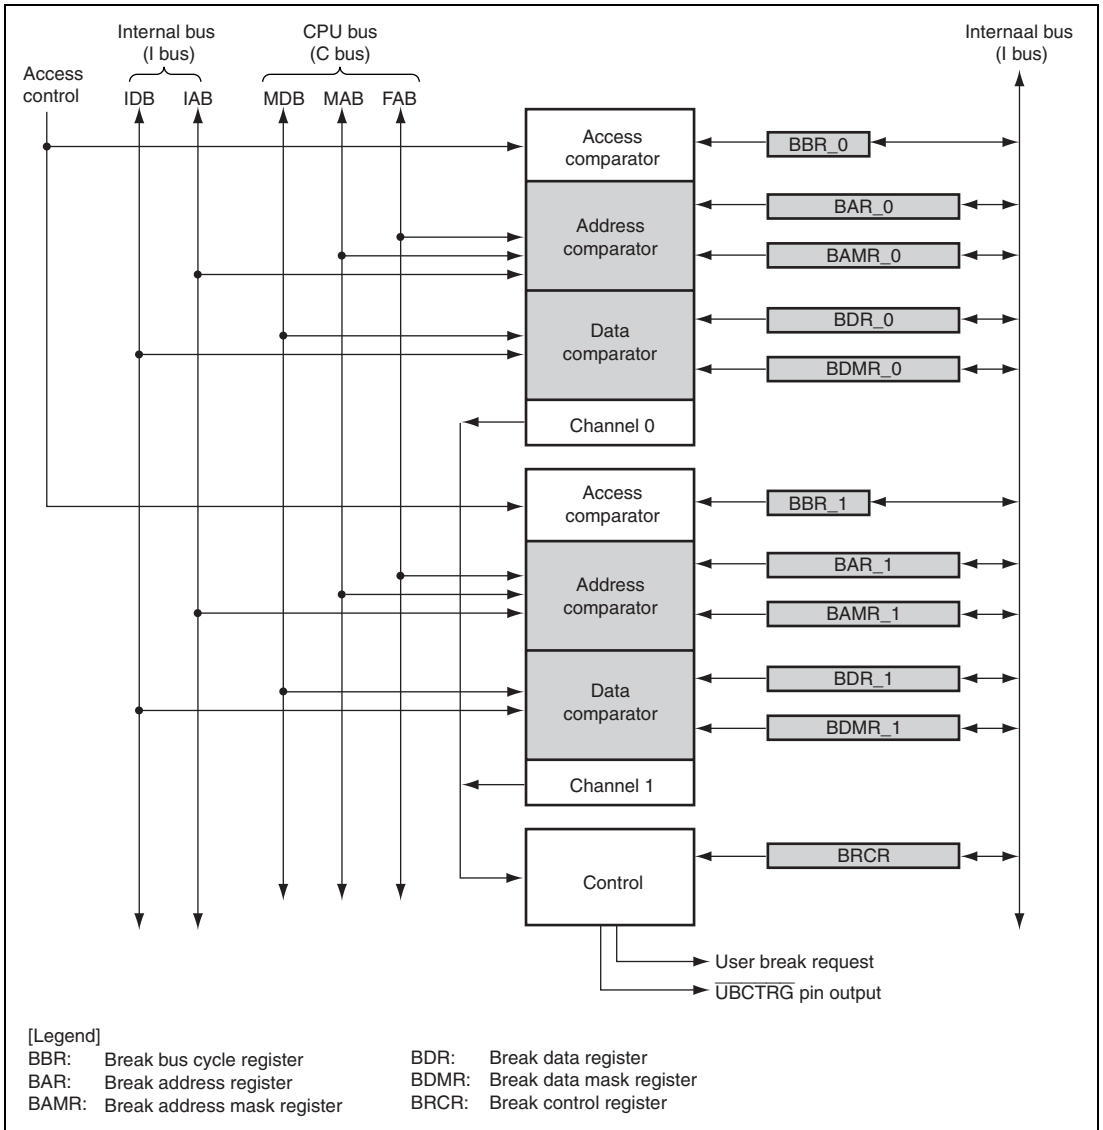 Internal bus
(I bus)
CPU bus
(C bus)
Internaal bus
(I bus)
Access
control
IDB
IAB
MDB
MAB
FAB
Access
comparator
BBR_0
Address
comparator
BAR_0
BAMR_0
Data
comparator
BDR_0
BDMR_0
Channel 0
Access
comparator
BBR_1
Address
comparator
BAR_1
BAMR_1
Data
comparator
BDR_1
BDMR_1
Channel 1
Control
BRCR
User break request
UBCTRG pin output
[Legend]
BBR: Break bus cycle register
BAR: Break address register
BAMR: Break address mask register
BDR: Break data register
BDMR: Break data mask register
BRCR: Break control register